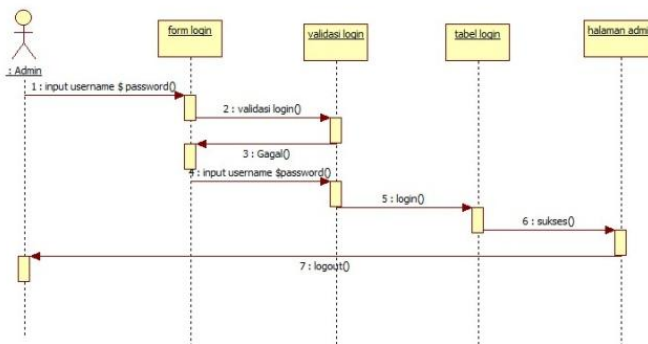 form login
validasi login
tabel login
halaman admi
: Admin
1 : input username $ password()
2 : validasi login()
3 : Gagal()
4 : input username $password()
5 : login()
6 : sukses()
7 : logout()